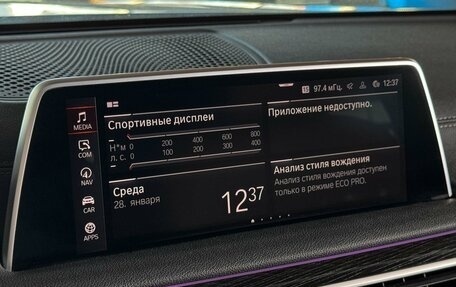 97.4 мГц.
12:37
MEDIA
COM
NAV
CAR
APPS
Спортивные дисплеи
Н*м 0 200 400 600 800
л. с. 0 100 200 300 400
Среда
28. января
12 37
Приложение недоступно.
Анализ стиля вождения
Анализ стиля вождения доступен
только в режиме ECO PRO.